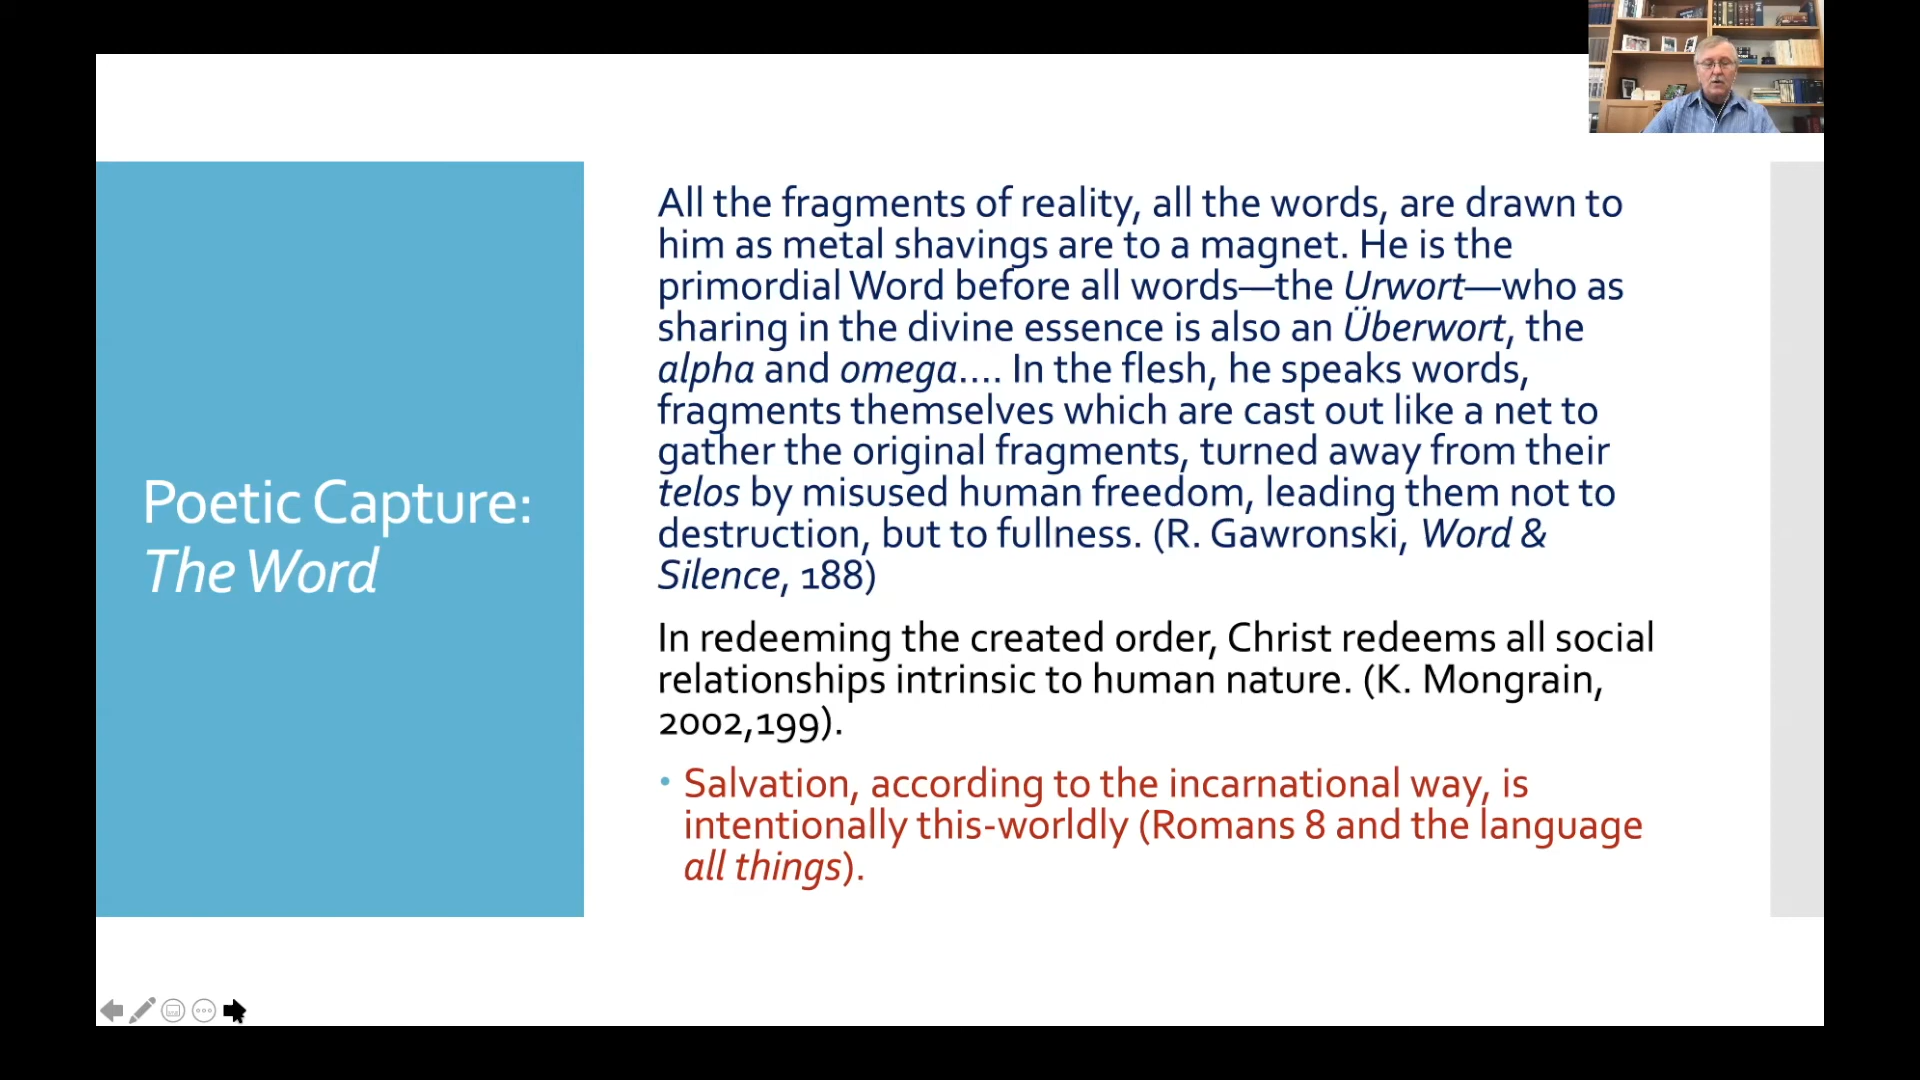 Poetic Capture:
The Word
All the fragments of reality, all the words, are drawn to
him as metal shavings are to a magnet. He is the
primordial Word before all words—the Urwort—who as
sharing in the divine essence is also an Überwort, the
alpha and omega…. In the flesh, he speaks words,
fragments themselves which are cast out like a net to
gather the original fragments, turned away from their
telos by misused human freedom, leading them not to
destruction, but to fullness. (R. Gawronski, Word &
Silence, 188)
In redeeming the created order, Christ redeems all social
relationships intrinsic to human nature. (K. Mongrain,
2002,199).
• Salvation, according to the incarnational way, is
intentionally this-worldly (Romans 8 and the language
all things).